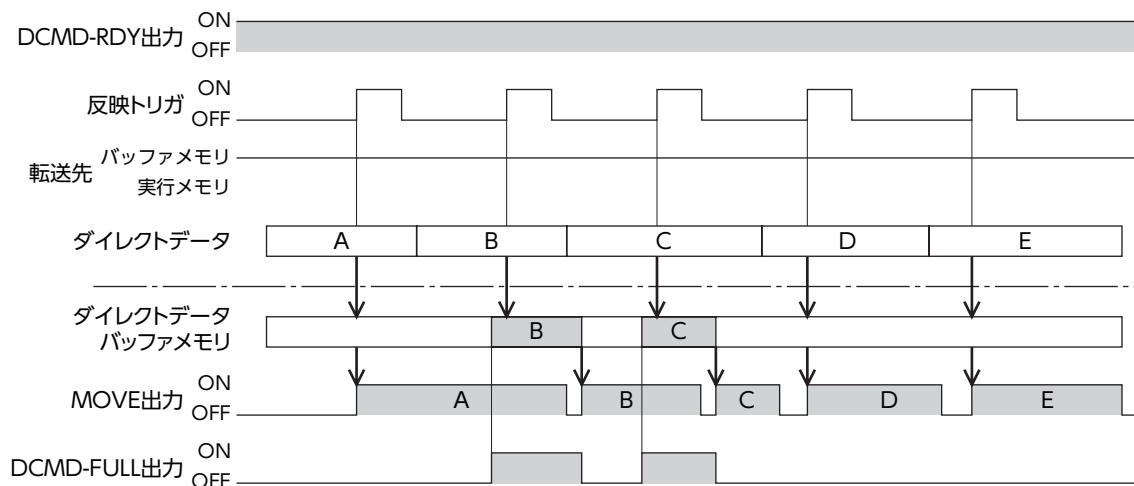 ON
DCMD-RDY出力
OFF
ON
反映トリガ
OFF
バッファメモリ
転送先
実行メモリ
ダイレクトデータ A B C D E
ダイレクトデータ
バッファメモリ
B C
ON
MOVE出力
OFF
A B C D E
ON
DCMD-FULL出力
OFF